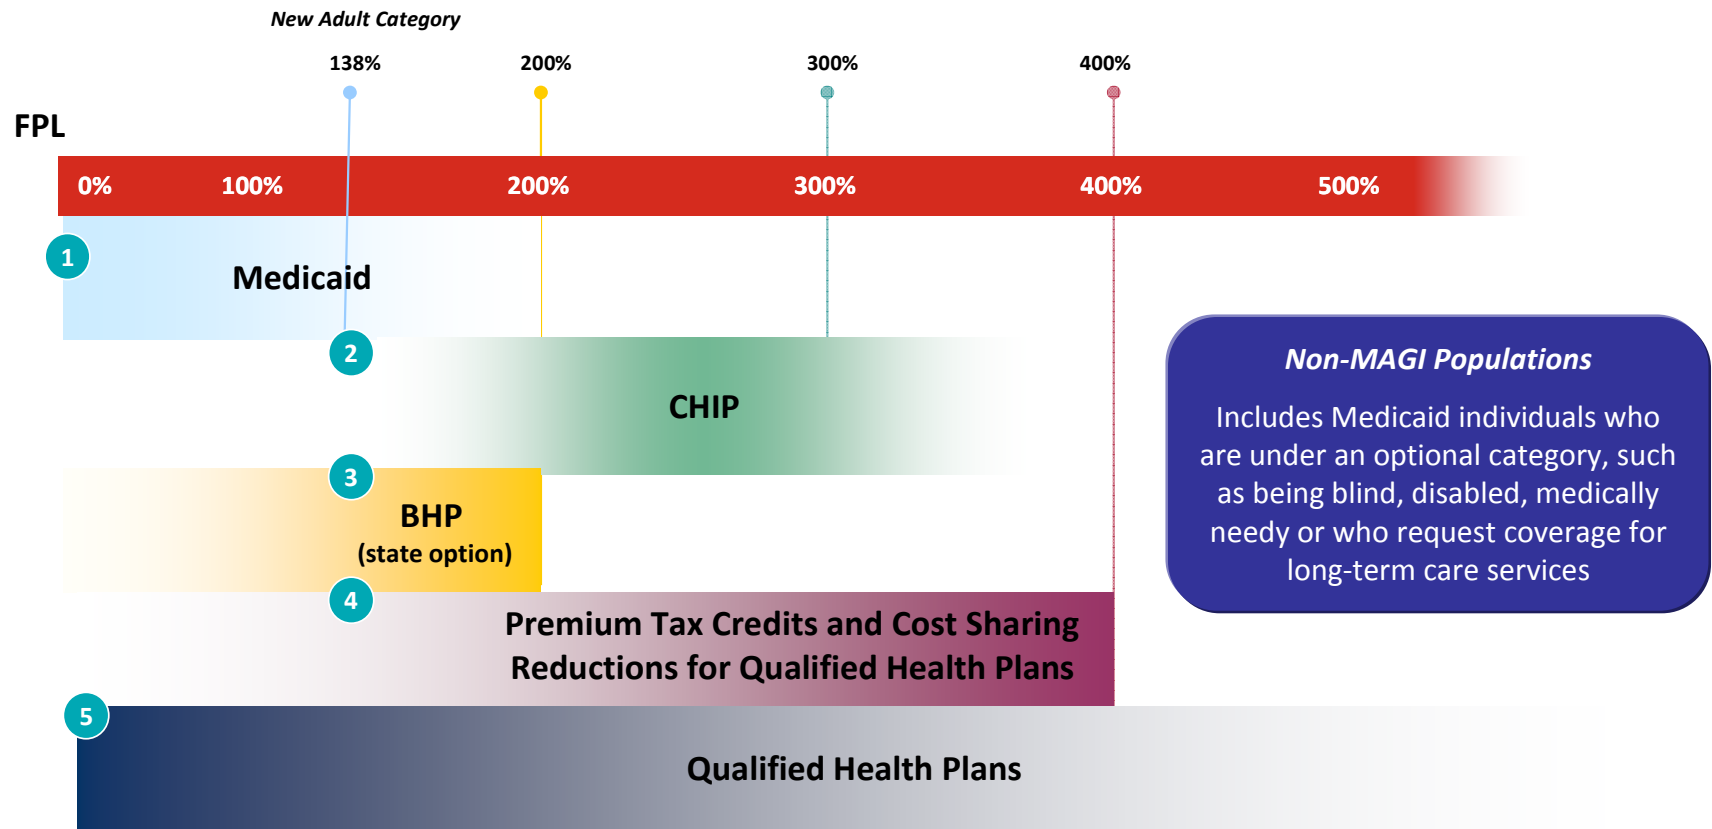 New Adult Category
138%
200%
300%
400%
FPL
0% 100% 200% 300% 400% 500%
1
Medicaid
2
CHIP
Non-MAGI Populations
Includes Medicaid individuals who
are under an optional category, such
as being blind, disabled, medically
needy or who request coverage for
long-term care services
3
BHP
(state option)
4
Premium Tax Credits and Cost Sharing
Reductions for Qualified Health Plans
5
Qualified Health Plans